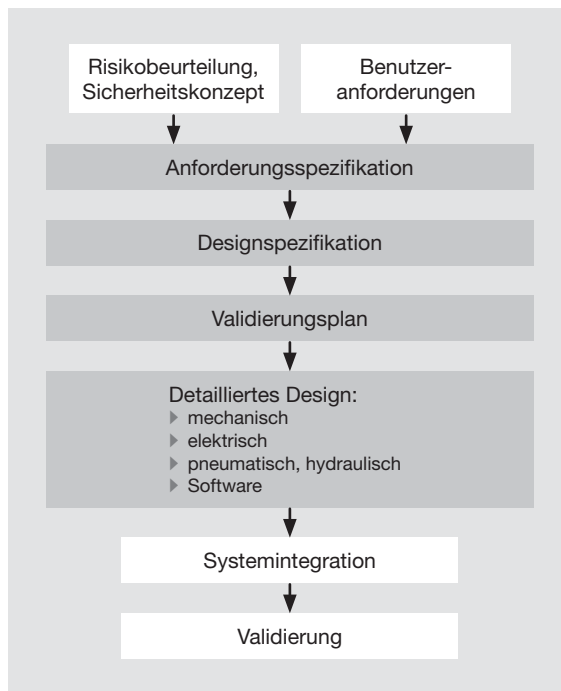 Risikobeurteilung,
Sicherheitskonzept
Benutzer-
anforderungen
Anforderungsspezifikation
Designspezifikation
Validierungsplan
Detailliertes Design:
mechanisch
elektrisch
pneumatisch, hydraulisch
Software
Systemintegration
Validierung